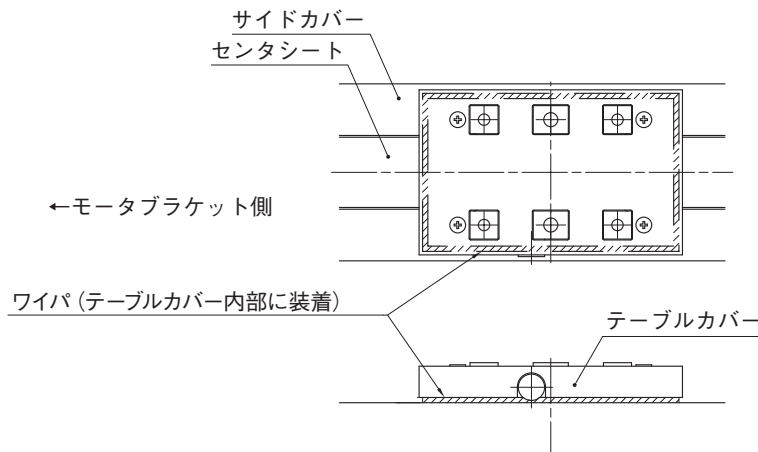 サイドカバー
センタシート
←モータブラケット側
ワイパ(テーブルカバー内部に装着)
テーブルカバー